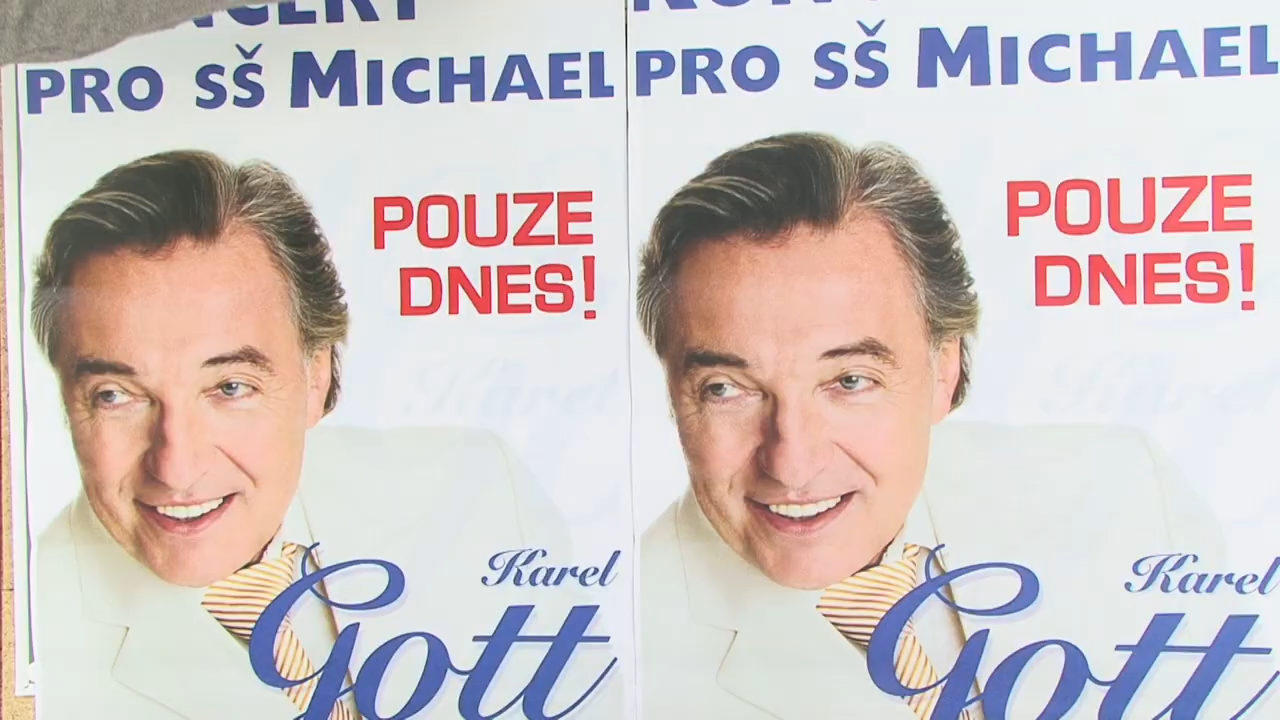 PRO SŠ MICHAEL
POUZE
DNES!
Karel
Gott
PRO SŠ MICHAEL
POUZE
DNES!
Karel
Gott